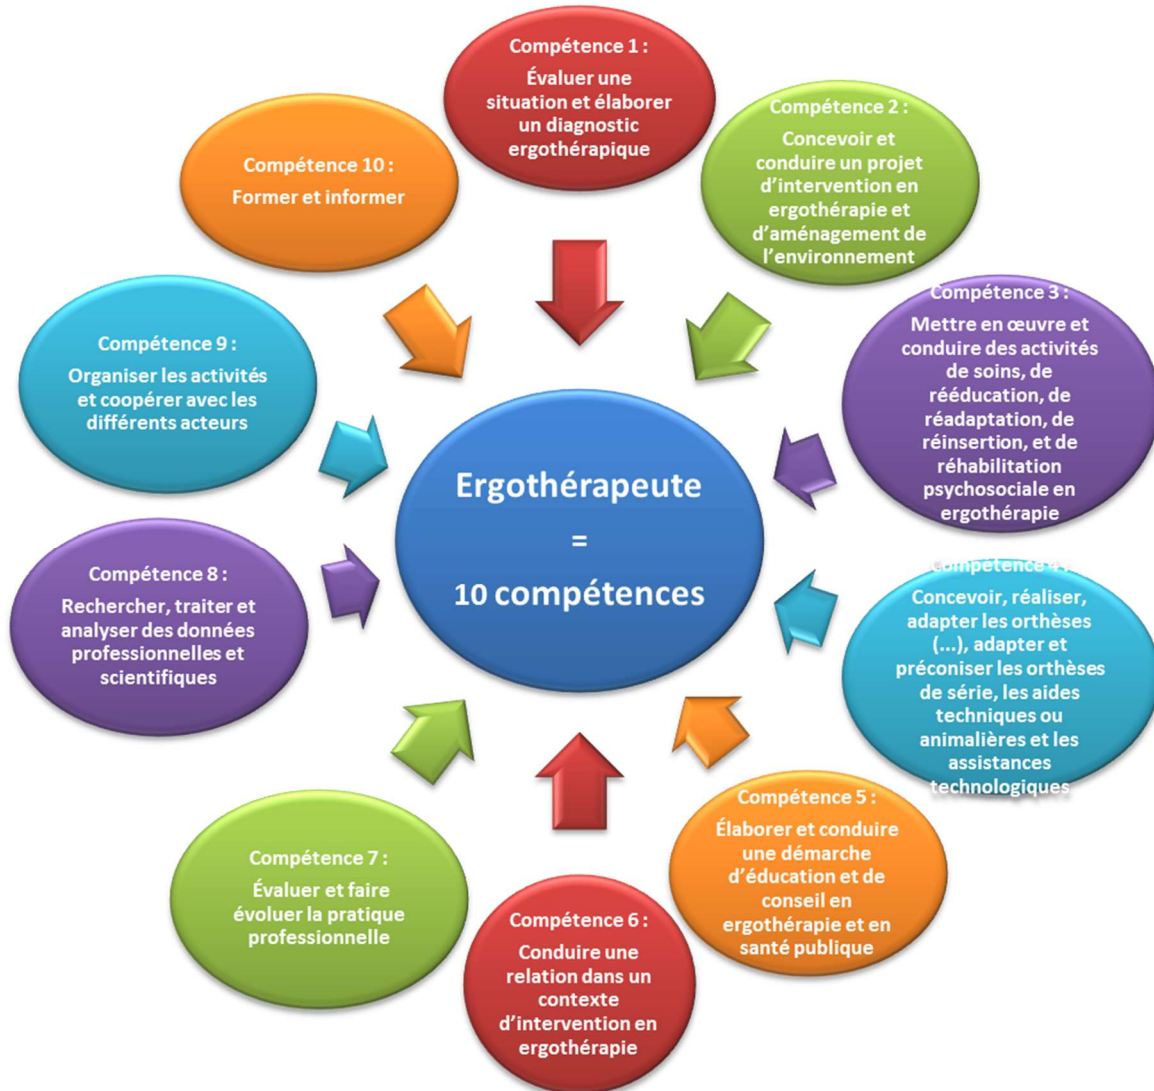 Compétence 1 :
Évaluer une
situation et élaborer
un diagnostic
ergothérapique
Compétence 2 :
Concevoir et
conduire un projet
d'intervention en
ergothérapie et
d'aménagement de
l'environnement
Compétence 3 :
Mettre en œuvre et
conduire des activités
de soins, de
rééducation, de
réadaptation, de
réinsertion, et de
réhabilitation
psychosociale en
ergothérapie
Compétence 4 :
Concevoir, réaliser,
adapter les orthèses
(...), adapter et
préconiser les orthèses
de série, les aides
techniques ou
animalières et les
assistances
technologiques
Compétence 5 :
Élaborer et conduire
une démarche
d'éducation et de
conseil en
ergothérapie et en
santé publique
Compétence 6 :
Conduire une
relation dans un
contexte
d'intervention en
ergothérapie
Compétence 7 :
Évaluer et faire
évoluer la pratique
professionnelle
Compétence 8 :
Rechercher, traiter et
analyser des données
professionnelles et
scientifiques
Compétence 9 :
Organiser les activités
et coopérer avec les
différents acteurs
Compétence 10 :
Former et informer
Ergothérapeute
=
10 compétences